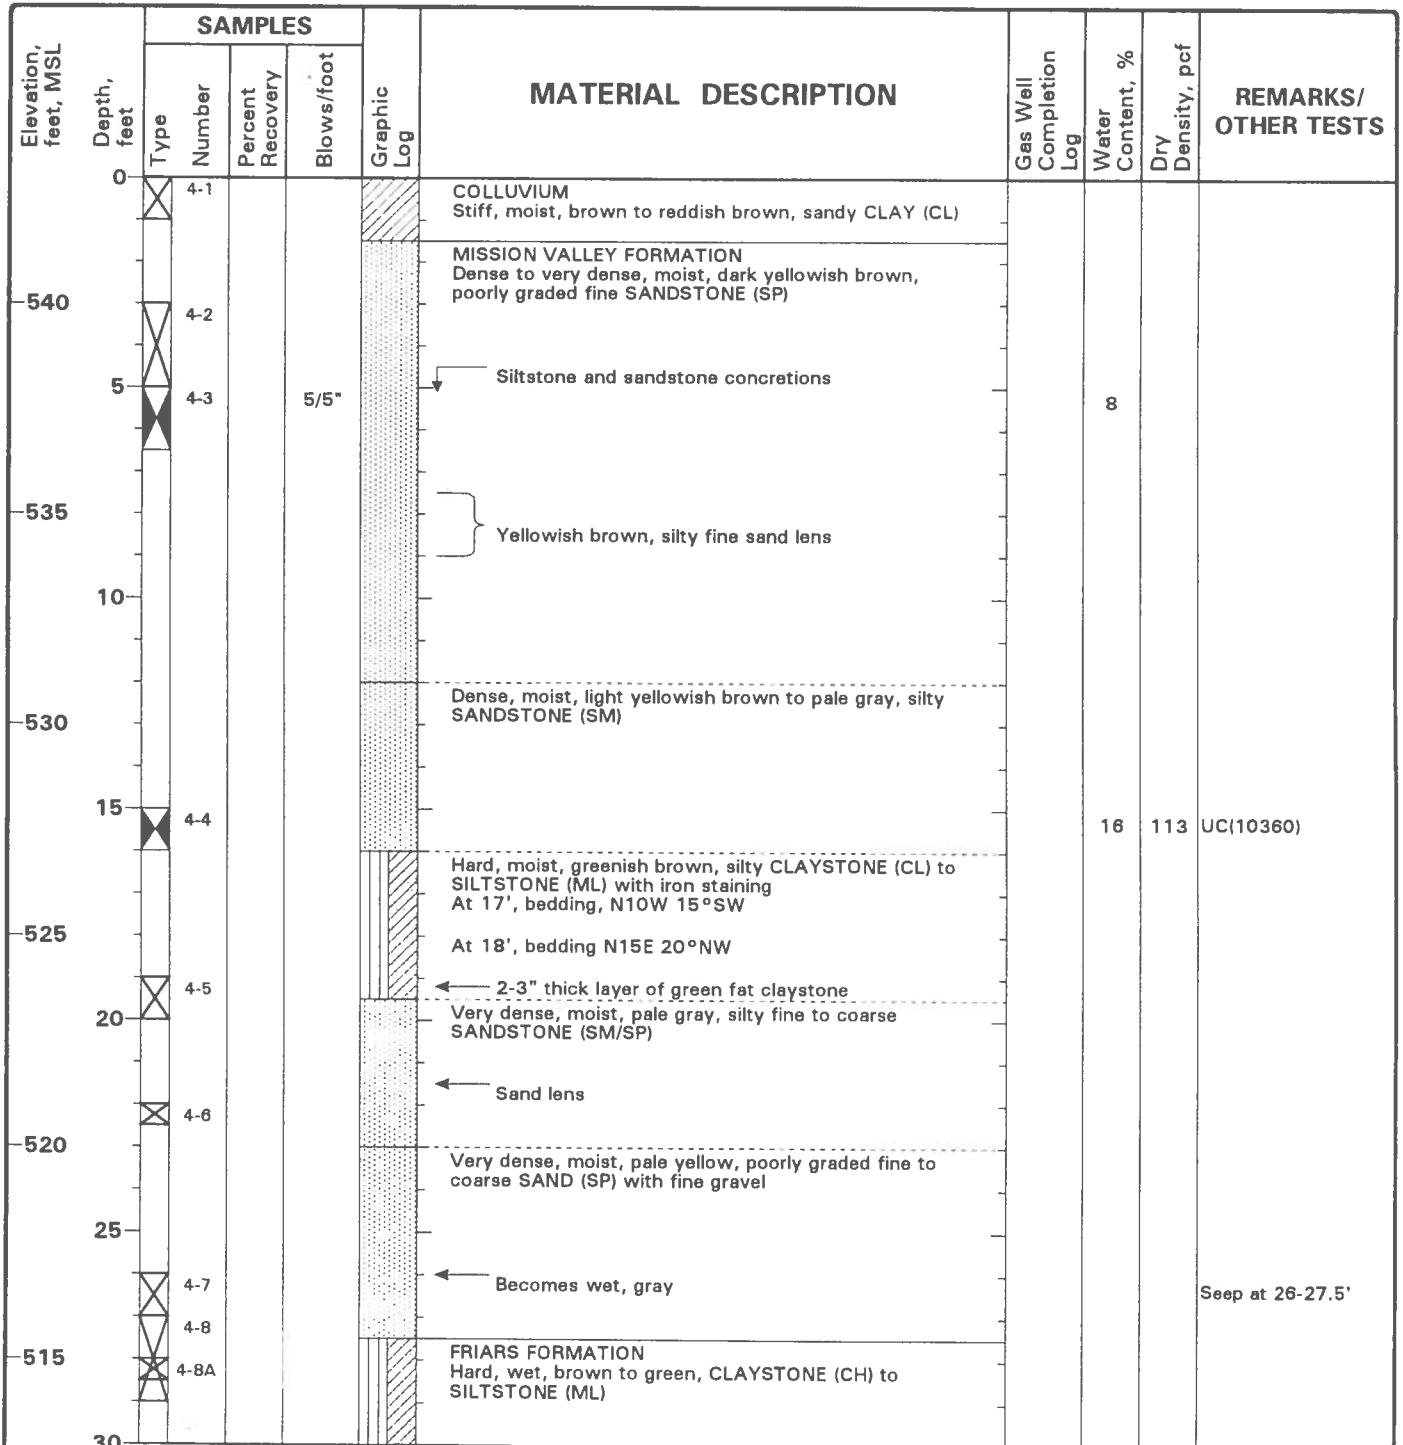 SAMPLES
Elevation, feet, MSL
Depth, feet
Type
Number
Percent Recovery
Blows/foot
Graphic Log
MATERIAL DESCRIPTION
Gas Well Completion Log
Water Content, %
Dry Density, pcf
REMARKS/
OTHER TESTS
0
4-1
COLLUVIUM
Stiff, moist, brown to reddish brown, sandy CLAY (CL)
MISSION VALLEY FORMATION
Dense to very dense, moist, dark yellowish brown,
poorly graded fine SANDSTONE (SP)
540
4-2
Siltstone and sandstone concretions
5
4-3 5/5" 8
535
Yellowish brown, silty fine sand lens
10
Dense, moist, light yellowish brown to pale gray, silty
SANDSTONE (SM)
530
15
4-4 16 113 UC(10360)
Hard, moist, greenish brown, silty CLAYSTONE (CL) to
SILTSTONE (ML) with iron staining
At 17', bedding, N10W 15°SW
525
At 18', bedding N15E 20°NW
4-5
2-3" thick layer of green fat claystone
20
Very dense, moist, pale gray, silty fine to coarse
SANDSTONE (SM/SP)
Sand lens
4-6
520
Very dense, moist, pale yellow, poorly graded fine to
coarse SAND (SP) with fine gravel
25
4-7
Becomes wet, gray
Seep at 26-27.5'
4-8
515
4-8A
FRIARS FORMATION
Hard, wet, brown to green, CLAYSTONE (CH) to
SILTSTONE (ML)
30